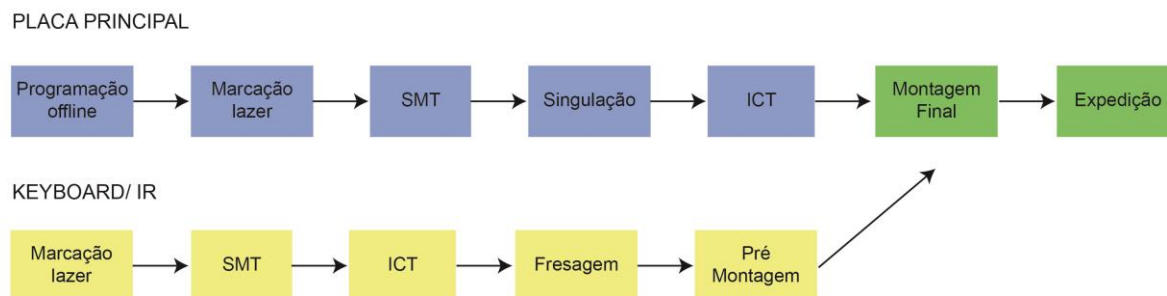 PLACA PRINCIPAL
Programação
offline
Marcação
lazer
SMT
Singulação
ICT
Montagem
Final
Expedição
KEYBOARD/ IR
Marcação
lazer
SMT
ICT
Fresagem
Pré
Montagem